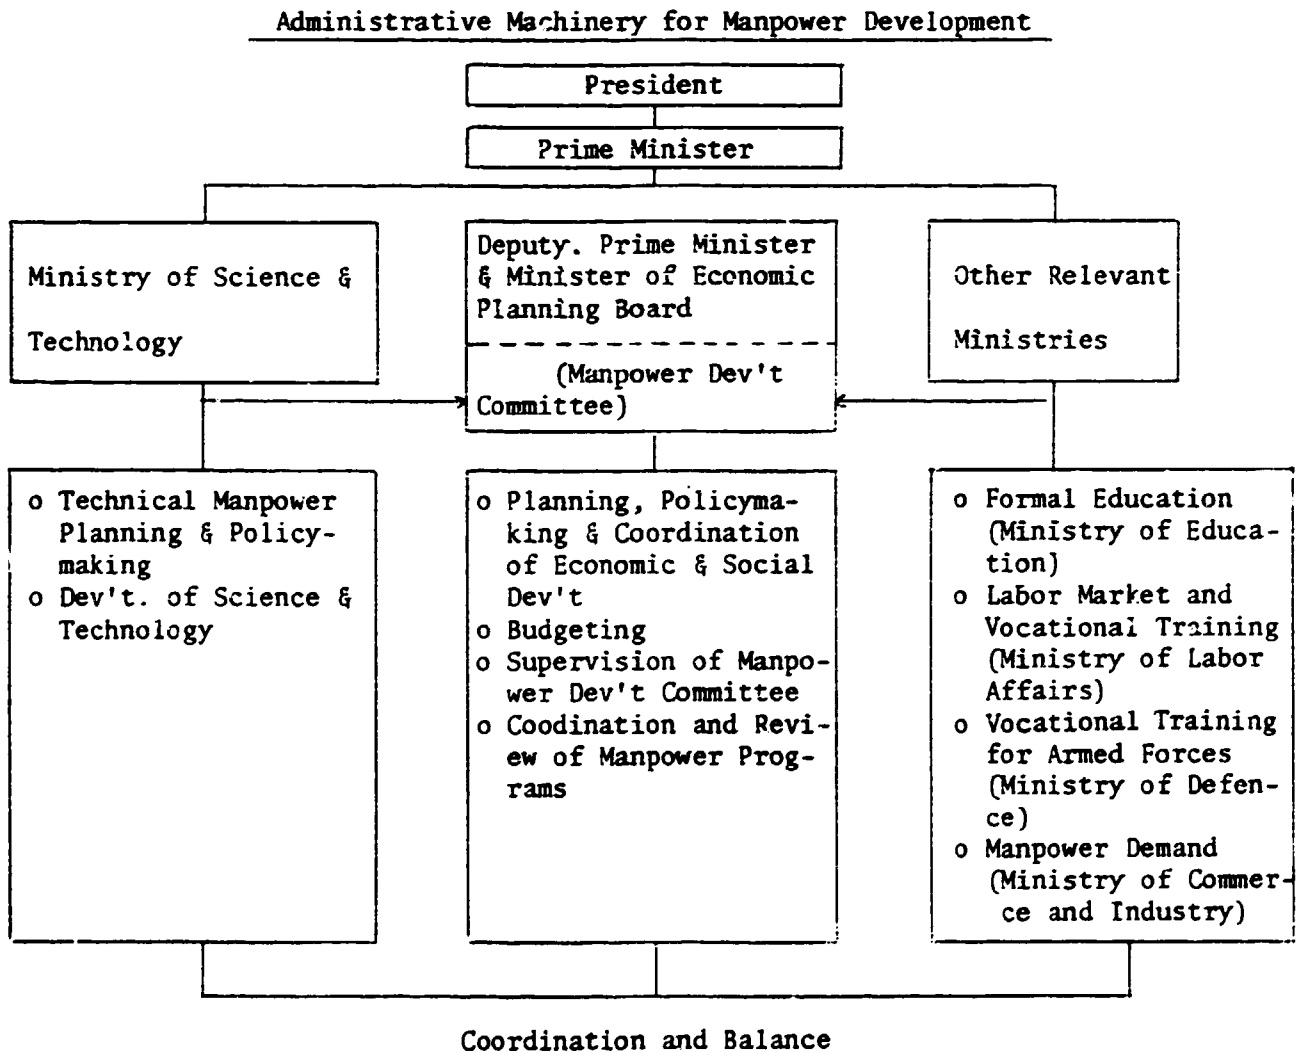 Administrative Machinery for Manpower Development
President
Prime Minister
Ministry of Science &
Technology
Deputy. Prime Minister
& Minister of Economic
Planning Board
(Manpower Dev't
Committee)
Other Relevant
Ministries
o Technical Manpower
Planning & Policy-
making
o Dev't. of Science &
Technology
o Planning, Policyma-
king & Coordination
of Economic & Social
Dev't
o Budgeting
o Supervision of Manpo-
wer Dev't Committee
o Coodination and Revi-
ew of Manpower Prog-
rams
o Formal Education
(Ministry of Educa-
tion)
o Labor Market and
Vocational Training
(Ministry of Labor
Affairs)
o Vocational Training
for Armed Forces
(Ministry of Defen-
ce)
o Manpower Demand
(Ministry of Commer-
ce and Industry)
Coordination and Balance